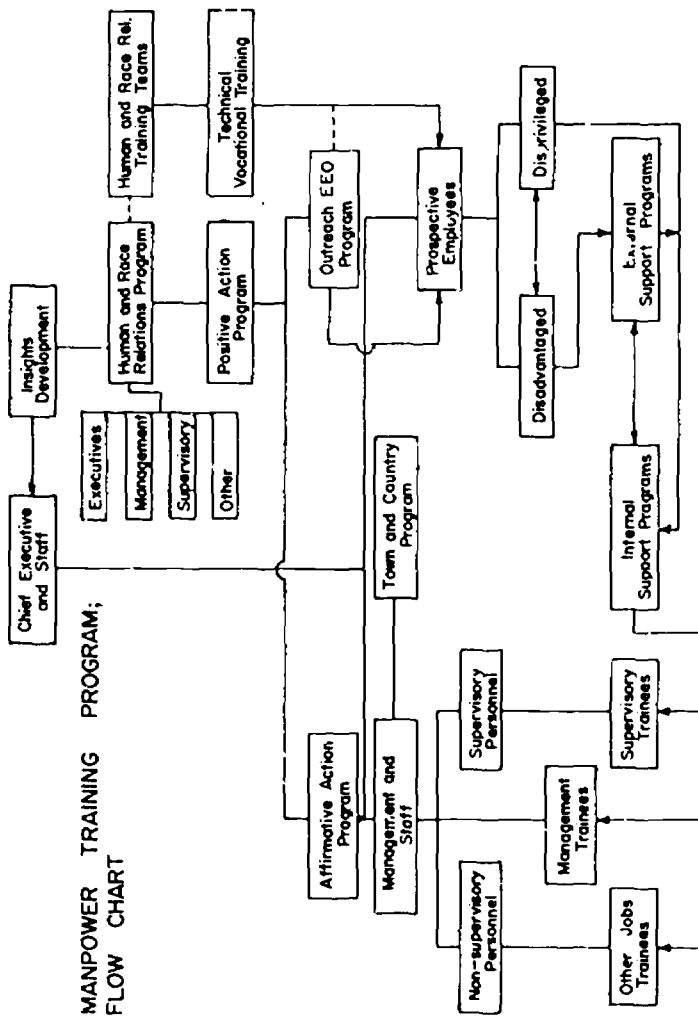 MANPOWER TRAINING PROGRAM;
FLOW CHART
Chief Executive
and Staff
Insights
Development
Executives
Management
Supervisory
Other
Human and Race
Relations Program
Human and Race Rel.
Training Teams
Positive Action
Program
Technical
Vocational Training
Affirmative Action
Program
Outreach EEO
Program
Management and
Staff
Town and Country
Program
Prospective
Employees
Non-supervisory
Personnel
Supervisory
Personnel
Disadvantaged
Disprivileged
Other Jobs
Trainees
Management
Trainees
Supervisory
Trainees
Internal
Support Programs
External
Support Programs